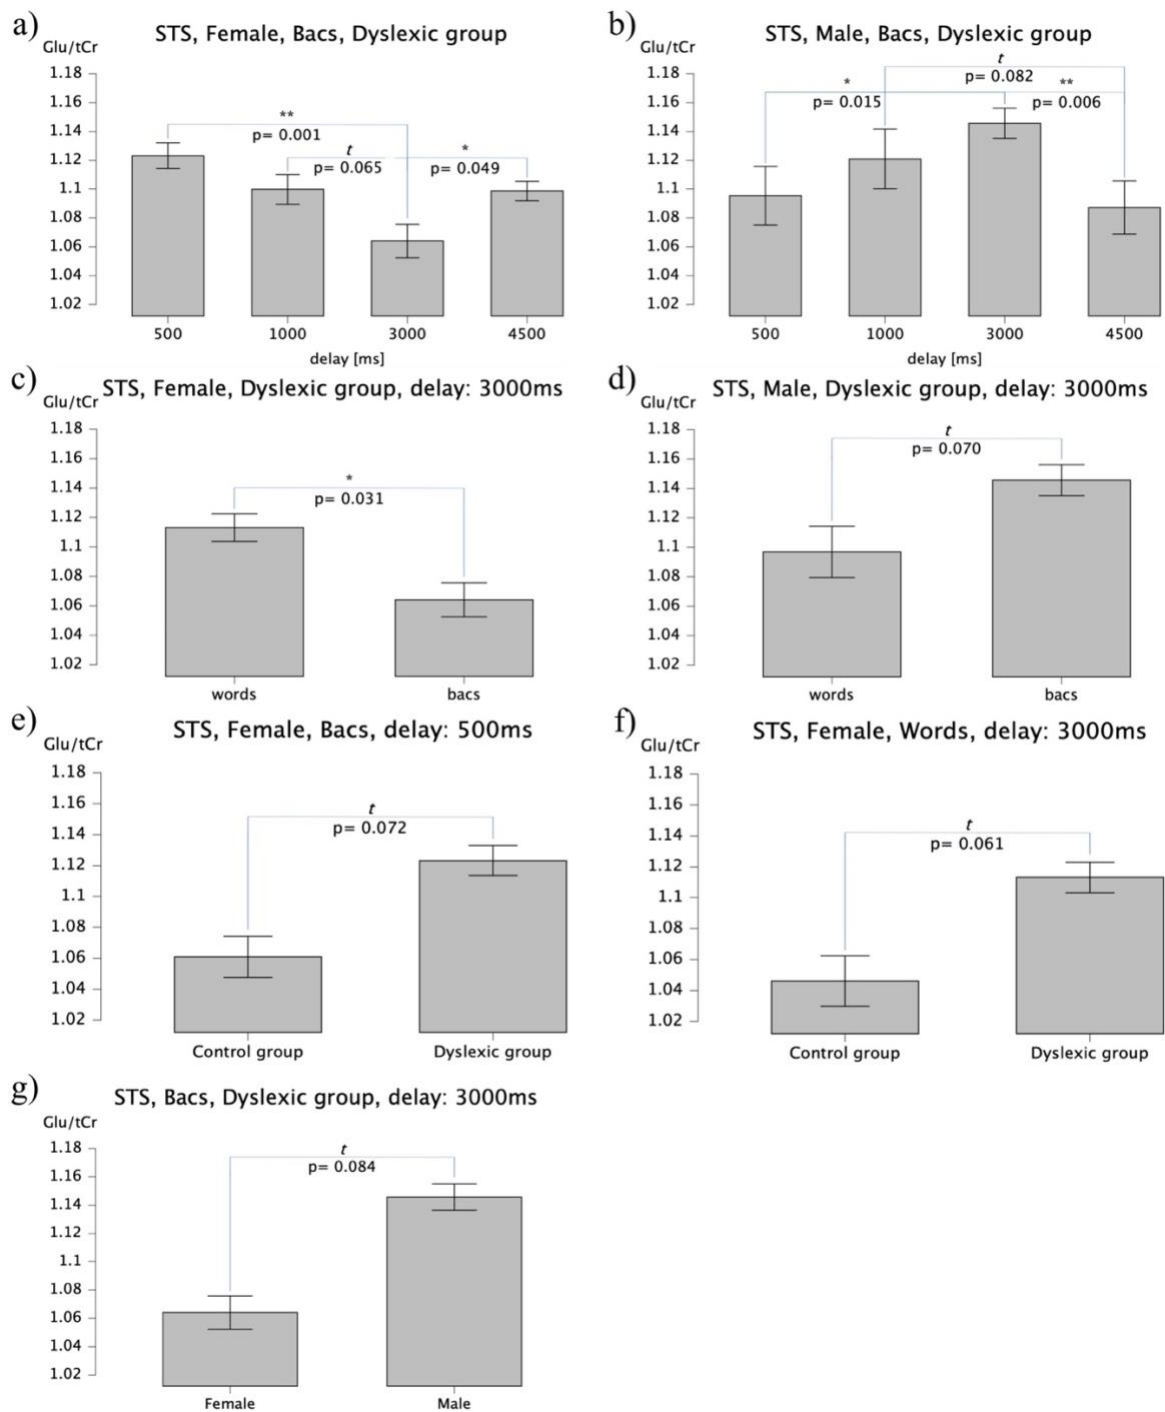 a)
STS, Female, Bacs, Dyslexic group
Glu/tCr
1.18
1.16
1.14
1.12
1.1
1.08
1.06
1.04
1.02
**
p= 0.001
t
p= 0.065
*
p= 0.049
500 1000 3000 4500
delay [ms]
b)
STS, Male, Bacs, Dyslexic group
Glu/tCr
1.18
1.16
1.14
1.12
1.1
1.08
1.06
1.04
1.02
t
p= 0.082
*
p= 0.015
**
p= 0.006
500 1000 3000 4500
delay [ms]
c)
STS, Female, Dyslexic group, delay: 3000ms
Glu/tCr
1.18
1.16
1.14
1.12
1.1
1.08
1.06
1.04
1.02
*
p= 0.031
words bacs
d)
STS, Male, Dyslexic group, delay: 3000ms
Glu/tCr
1.18
1.16
1.14
1.12
1.1
1.08
1.06
1.04
1.02
t
p= 0.070
words bacs
e)
STS, Female, Bacs, delay: 500ms
Glu/tCr
1.18
1.16
1.14
1.12
1.1
1.08
1.06
1.04
1.02
t
p= 0.072
Control group Dyslexic group
f)
STS, Female, Words, delay: 3000ms
Glu/tCr
1.18
1.16
1.14
1.12
1.1
1.08
1.06
1.04
1.02
t
p= 0.061
Control group Dyslexic group
g)
STS, Bacs, Dyslexic group, delay: 3000ms
Glu/tCr
1.18
1.16
1.14
1.12
1.1
1.08
1.06
1.04
1.02
t
p= 0.084
Female Male